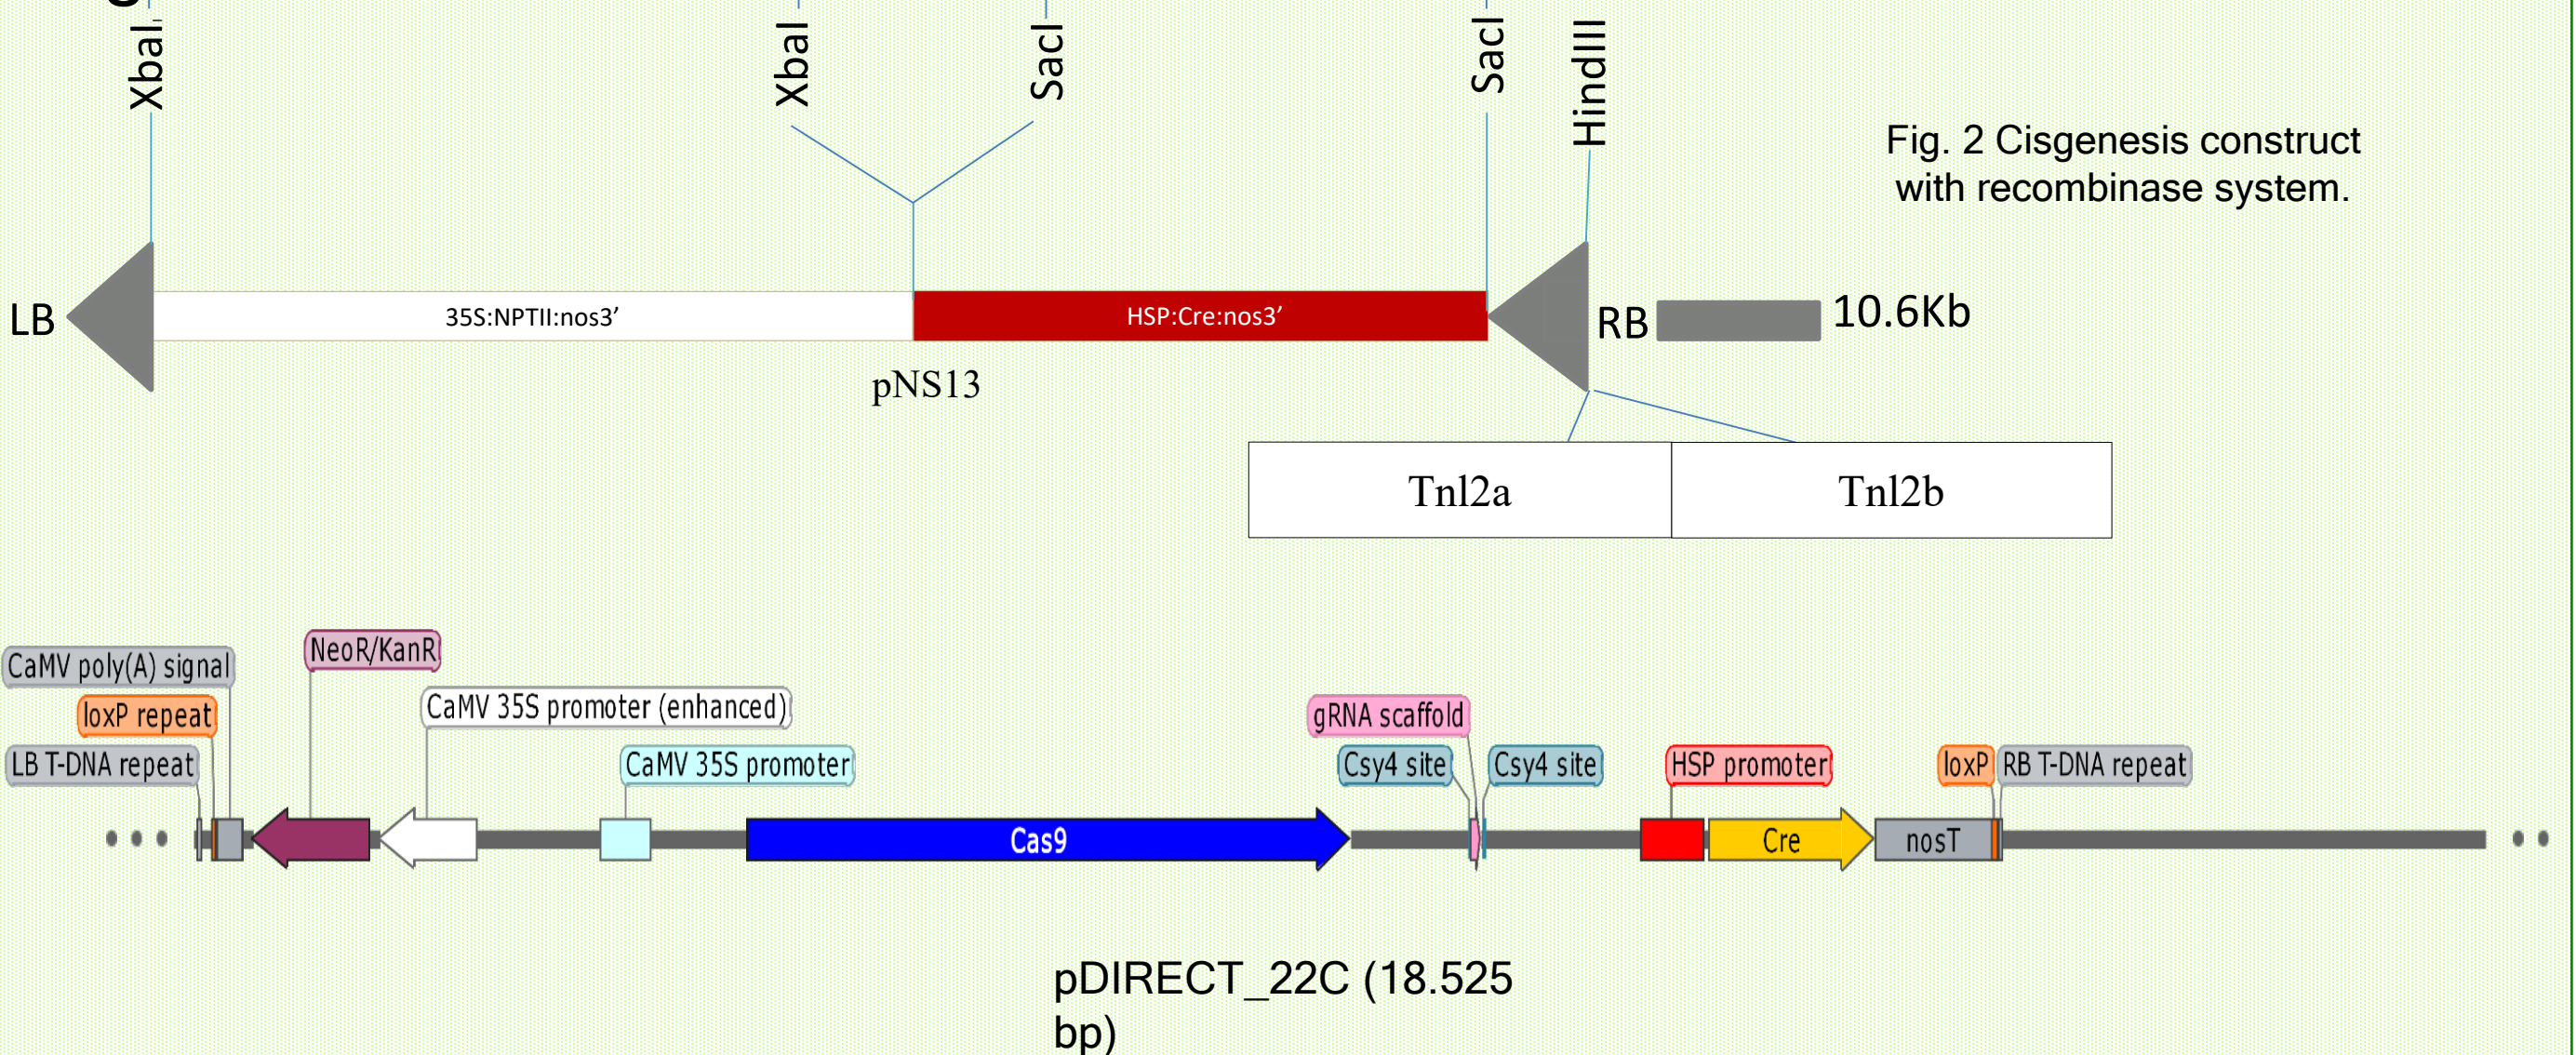 XbaI
XbaI
SacI
SacI
HindIII
Fig. 2 Cisgenesis construct
with recombinase system.
LB
35S:NPTII:nos3’
HSP:Cre:nos3’
RB
10.6Kb
pNS13
Tnl2a
Tnl2b
NeoR/KanR
CaMV poly(A) signal
CaMV 35S promoter (enhanced)
loxP repeat
gRNA scaffold
LB T-DNA repeat
CaMV 35S promoter
Csy4 site
Csy4 site
HSP promoter
loxP
RB T-DNA repeat
Cas9
Cre
nosT
pDIRECT_22C (18.525
bp)